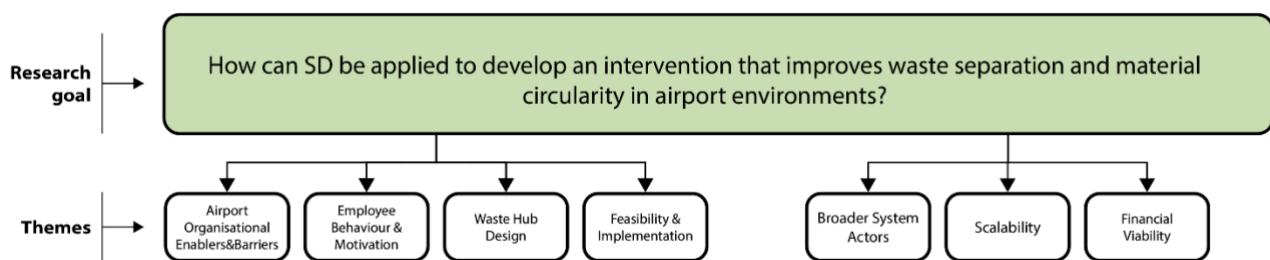 Research
goal
How can SD be applied to develop an intervention that improves waste separation and material
circularity in airport environments?
Themes
Airport
Organisational
Enablers&Barriers
Employee
Behaviour &
Motivation
Waste Hub
Design
Feasibility &
Implementation
Broader System
Actors
Scalability
Financial
Viability